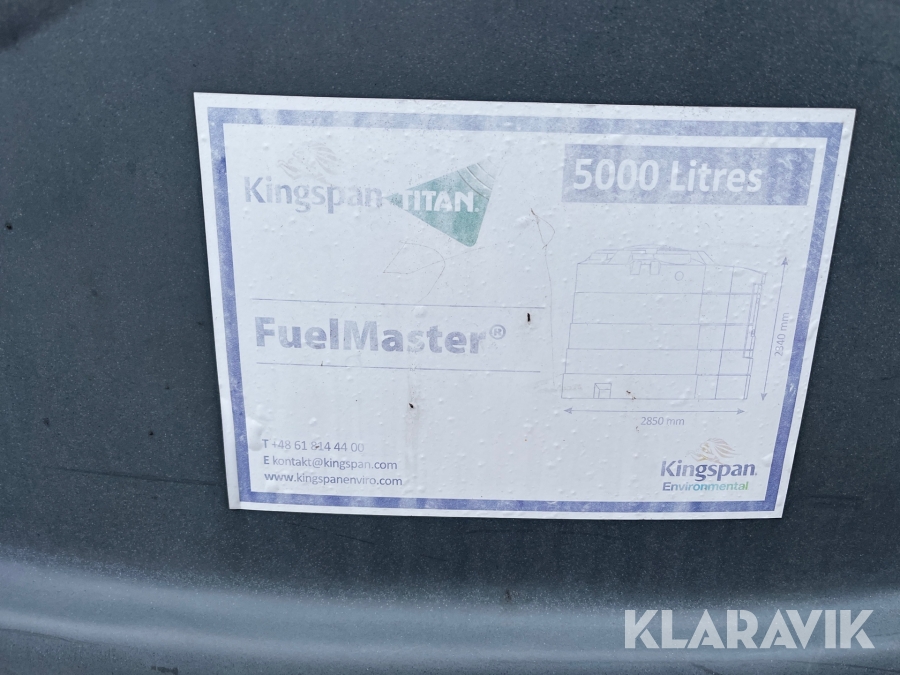 Kingspan TITAN.
5000 Litres
FuelMaster®
2340 mm
2850 mm
T +48 61 814 44 00
E kontakt@kingspan.com
www.kingspanenviro.com
Kingspan.
Environmental
KLARAVIK